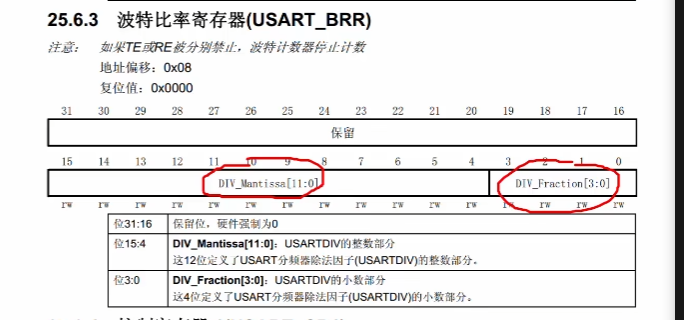 25.6.3 波特比率寄存器(USART_BRR)
注意： 如果TE或RE被分别禁止，波特计数器停止计数
地址偏移：0x08
复位值：0x0000
31 30 29 28 27 26 25 24 23 22 21 20 19 18 17 16
保留
15 14 13 12 11 10 9 8 7 6 5 4 3 2 1 0
DIV_Mantissa[11:0] DIV_Fraction[3:0]
rw rw rw rw rw rw rw rw rw rw rw rw rw rw rw rw
位31:16 保留位，硬件强制为0
位15:4 DIV_Mantissa[11:0]：USARTDIV的整数部分
这12位定义了USART分频器除法因子(USARTDIV)的整数部分。
位3:0 DIV_Fraction[3:0]：USARTDIV的小数部分
这4位定义了USART分频器除法因子(USARTDIV)的小数部分。